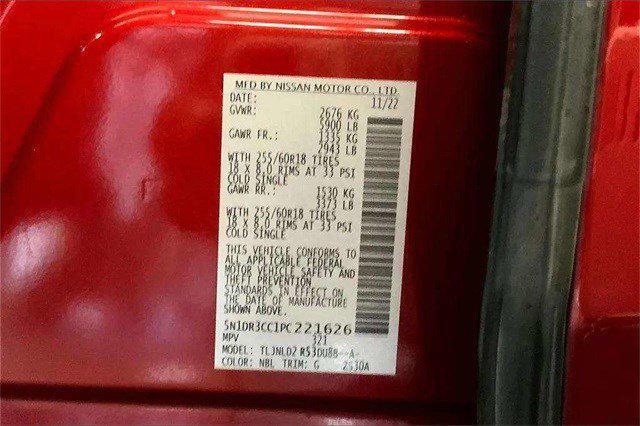 MFD BY NISSAN MOTOR CO., LTD.
DATE: 11/22
GVWR: 2676 KG
5900 LB
GAWR FR.: 1335 KG
2943 LB
WITH 255/60R18 TIRES
18 X 8.0 RIMS AT 33 PSI
COLD SINGLE
GAWR RR.: 1530 KG
3373 LB
WITH 255/60R18 TIRES
18 X 8.0 RIMS AT 33 PSI
COLD SINGLE
THIS VEHICLE CONFORMS TO
ALL APPLICABLE FEDERAL
MOTOR VEHICLE SAFETY AND
THEFT PREVENTION
STANDARDS IN EFFECT ON
THE DATE OF MANUFACTURE
SHOWN ABOVE.
5N1DR3CC1PC221626
MPV 321
MODEL: TLJNLDZ R53DU8B--A-
COLOR: NBL TRIM: G